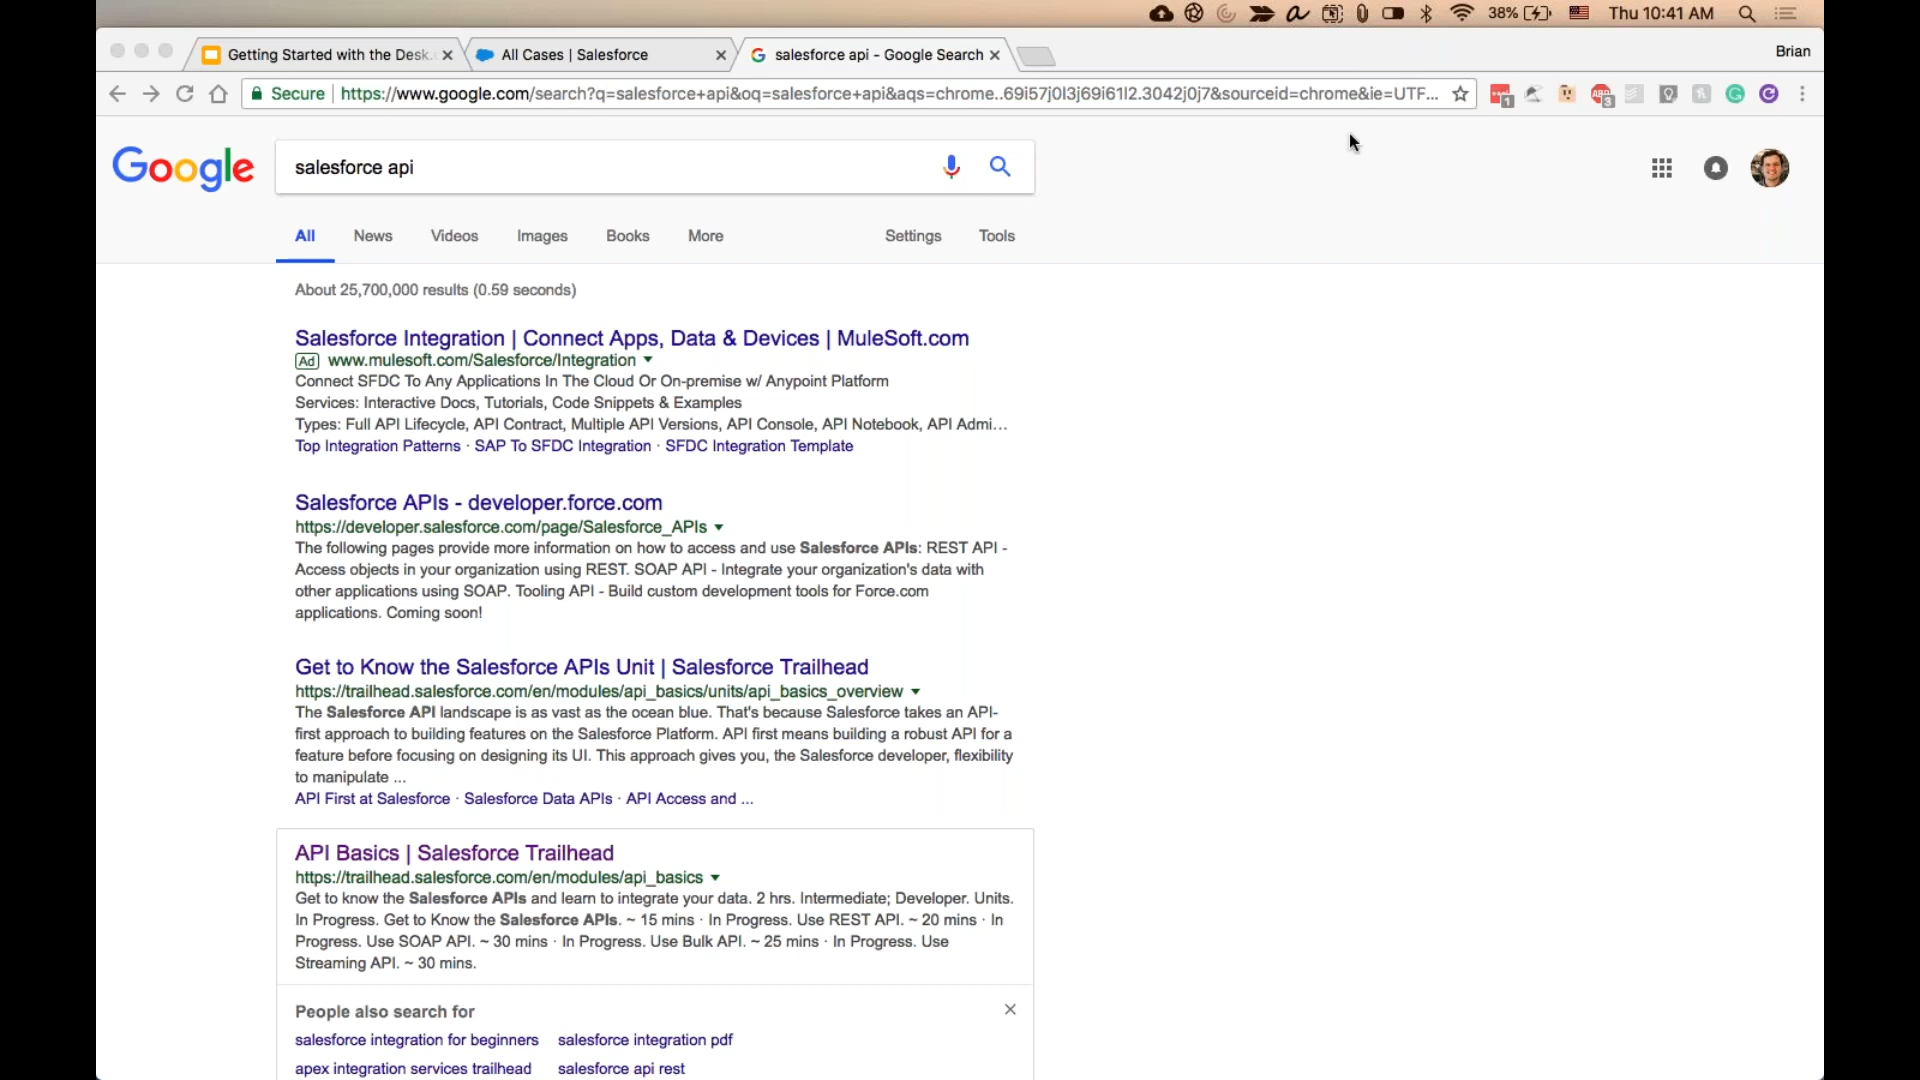 38%
Thu 10:41 AM
Getting Started with the Desk.
All Cases | Salesforce
salesforce api - Google Search
Brian
Secure
https://www.google.com/search?q=salesforce+api&oq=salesforce+api&aqs=chrome..69i57j0l3j69i61l2.3042j0j7&sourceid=chrome&ie=UTF...
1
ABP
3
Google
salesforce api
All
News
Videos
Images
Books
More
Settings
Tools
About 25,700,000 results (0.59 seconds)
Salesforce Integration | Connect Apps, Data & Devices | MuleSoft.com
Ad www.mulesoft.com/Salesforce/Integration
Connect SFDC To Any Applications In The Cloud Or On-premise w/ Anypoint Platform
Services: Interactive Docs, Tutorials, Code Snippets & Examples
Types: Full API Lifecycle, API Contract, Multiple API Versions, API Console, API Notebook, API Admi...
Top Integration Patterns · SAP To SFDC Integration · SFDC Integration Template
Salesforce APIs - developer.force.com
https://developer.salesforce.com/page/Salesforce_APIs
The following pages provide more information on how to access and use Salesforce APIs: REST API -
Access objects in your organization using REST. SOAP API - Integrate your organization's data with
other applications using SOAP. Tooling API - Build custom development tools for Force.com
applications. Coming soon!
Get to Know the Salesforce APIs Unit | Salesforce Trailhead
https://trailhead.salesforce.com/en/modules/api_basics/units/api_basics_overview
The Salesforce API landscape is as vast as the ocean blue. That's because Salesforce takes an API-
first approach to building features on the Salesforce Platform. API first means building a robust API for a
feature before focusing on designing its UI. This approach gives you, the Salesforce developer, flexibility
to manipulate ...
API First at Salesforce · Salesforce Data APIs · API Access and ...
API Basics | Salesforce Trailhead
https://trailhead.salesforce.com/en/modules/api_basics
Get to know the Salesforce APIs and learn to integrate your data. 2 hrs. Intermediate; Developer. Units.
In Progress. Get to Know the Salesforce APIs. ~ 15 mins · In Progress. Use REST API. ~ 20 mins · In
Progress. Use SOAP API. ~ 30 mins · In Progress. Use Bulk API. ~ 25 mins · In Progress. Use
Streaming API. ~ 30 mins.
People also search for
salesforce integration for beginners
salesforce integration pdf
apex integration services trailhead
salesforce api rest